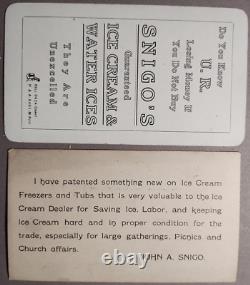 Do You Know
U. R.
Losing Money If
You Do Not Buy
SNIGO'S
Guaranteed
ICE CREAM &
WATER ICES
They Are
Unexcelled
I have patented something new on Ice Cream
Freezers and Tubs that is very valuable to the Ice
Cream Dealer for Saving Ice, Labor, and keeping
Ice Cream hard and in proper condition for the
trade, especially for large gatherings, Picnics and
Church affairs.
JOHN A. SNIGO.